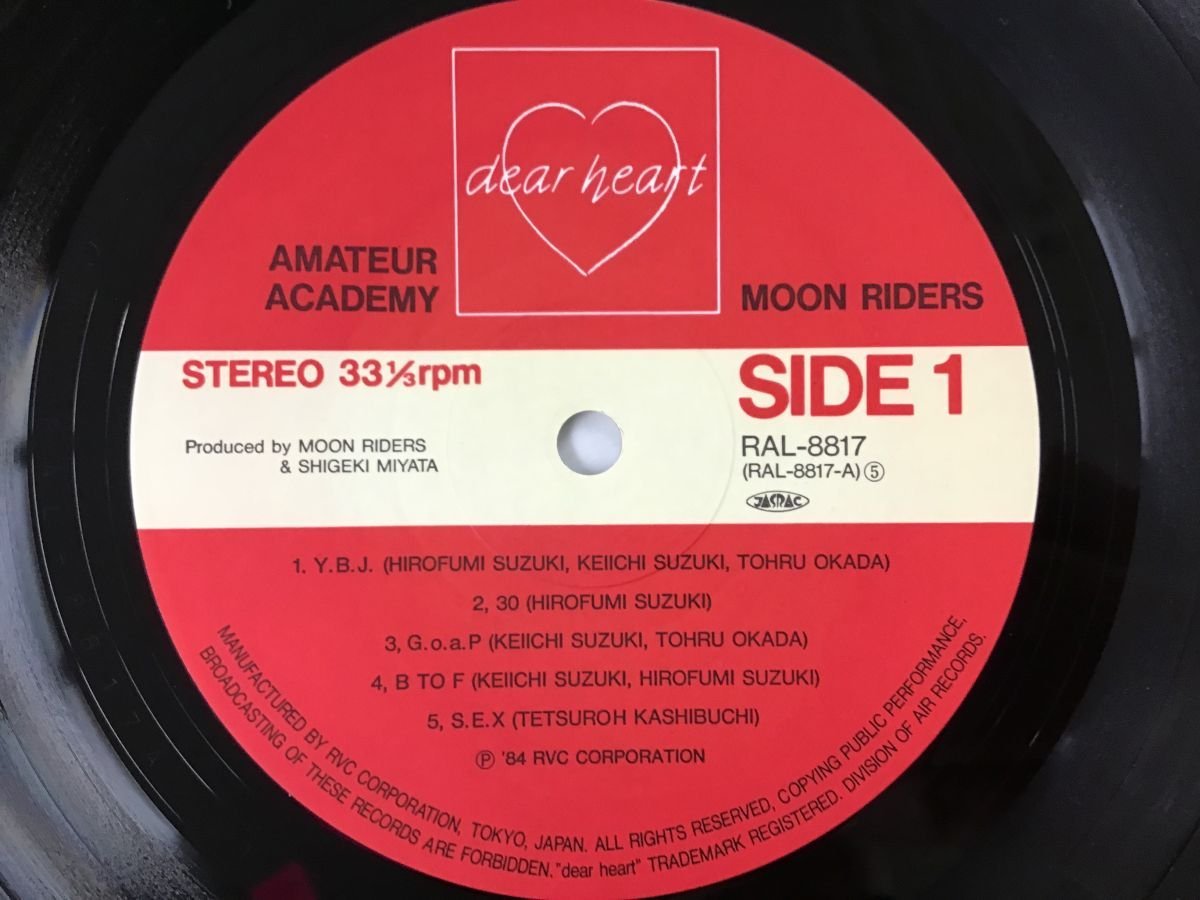 dear heart
AMATEUR
ACADEMY
MOON RIDERS
STEREO 33⅓rpm
SIDE 1
Produced by MOON RIDERS
& SHIGEKI MIYATA
RAL-8817
(RAL-8817-A)⑤
JASRAC
1. Y.B.J. (HIROFUMI SUZUKI, KEIICHI SUZUKI, TOHRU OKADA)
2, 30 (HIROFUMI SUZUKI)
3, G.o.a.P (KEIICHI SUZUKI, TOHRU OKADA)
4, B TO F (KEIICHI SUZUKI, HIROFUMI SUZUKI)
5, S.E.X (TETSUROH KASHIBUCHI)
Ⓟ '84 RVC CORPORATION
MANUFACTURED BY RVC CORPORATION, TOKYO, JAPAN. ALL RIGHTS RESERVED, COPYING PUBLIC PERFORMANCE,
BROADCASTING OF THESE RECORDS ARE FORBIDDEN. "dear heart" TRADEMARK REGISTERED. DIVISION OF AIR RECORDS.